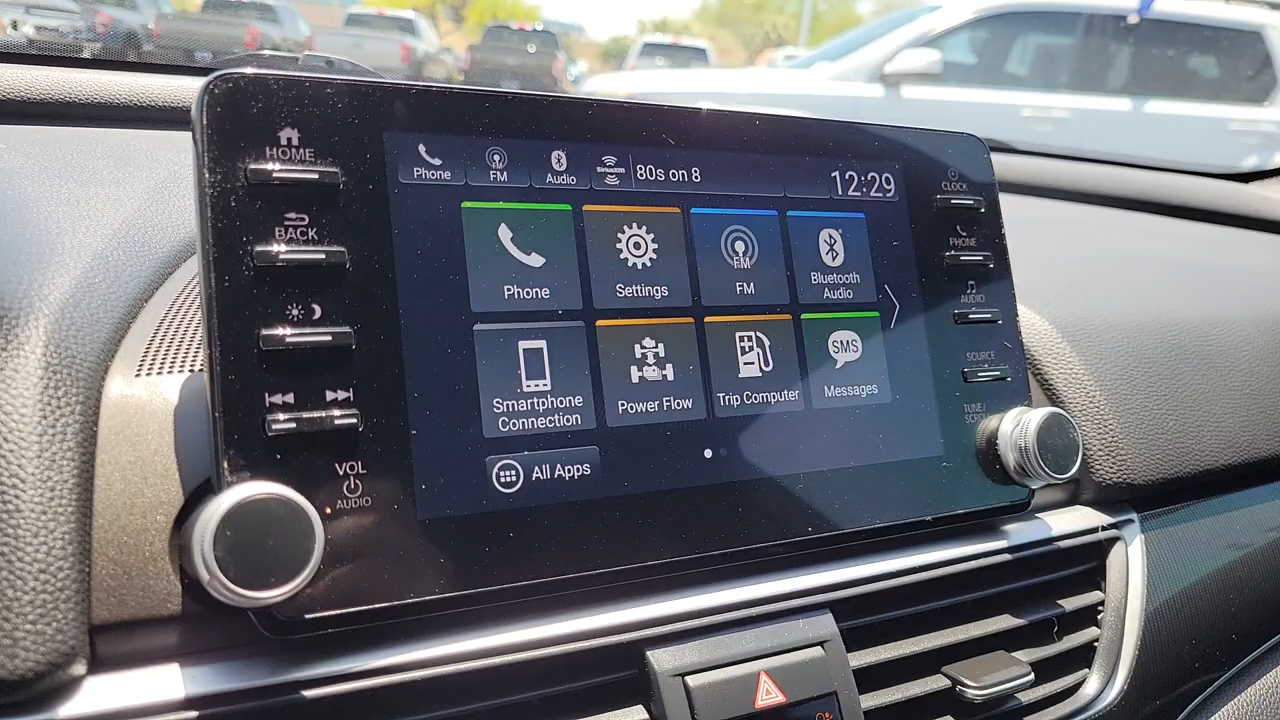 HOME
BACK
VOL
AUDIO
Phone
FM
FM
Audio
SiriusXM
80s on 8
12:29
Phone
Settings
FM
FM
Bluetooth
Audio
Smartphone
Connection
Power Flow
Trip Computer
SMS
Messages
All Apps
CLOCK
PHONE
AUDIO
SOURCE
TUNE/
SCROLL